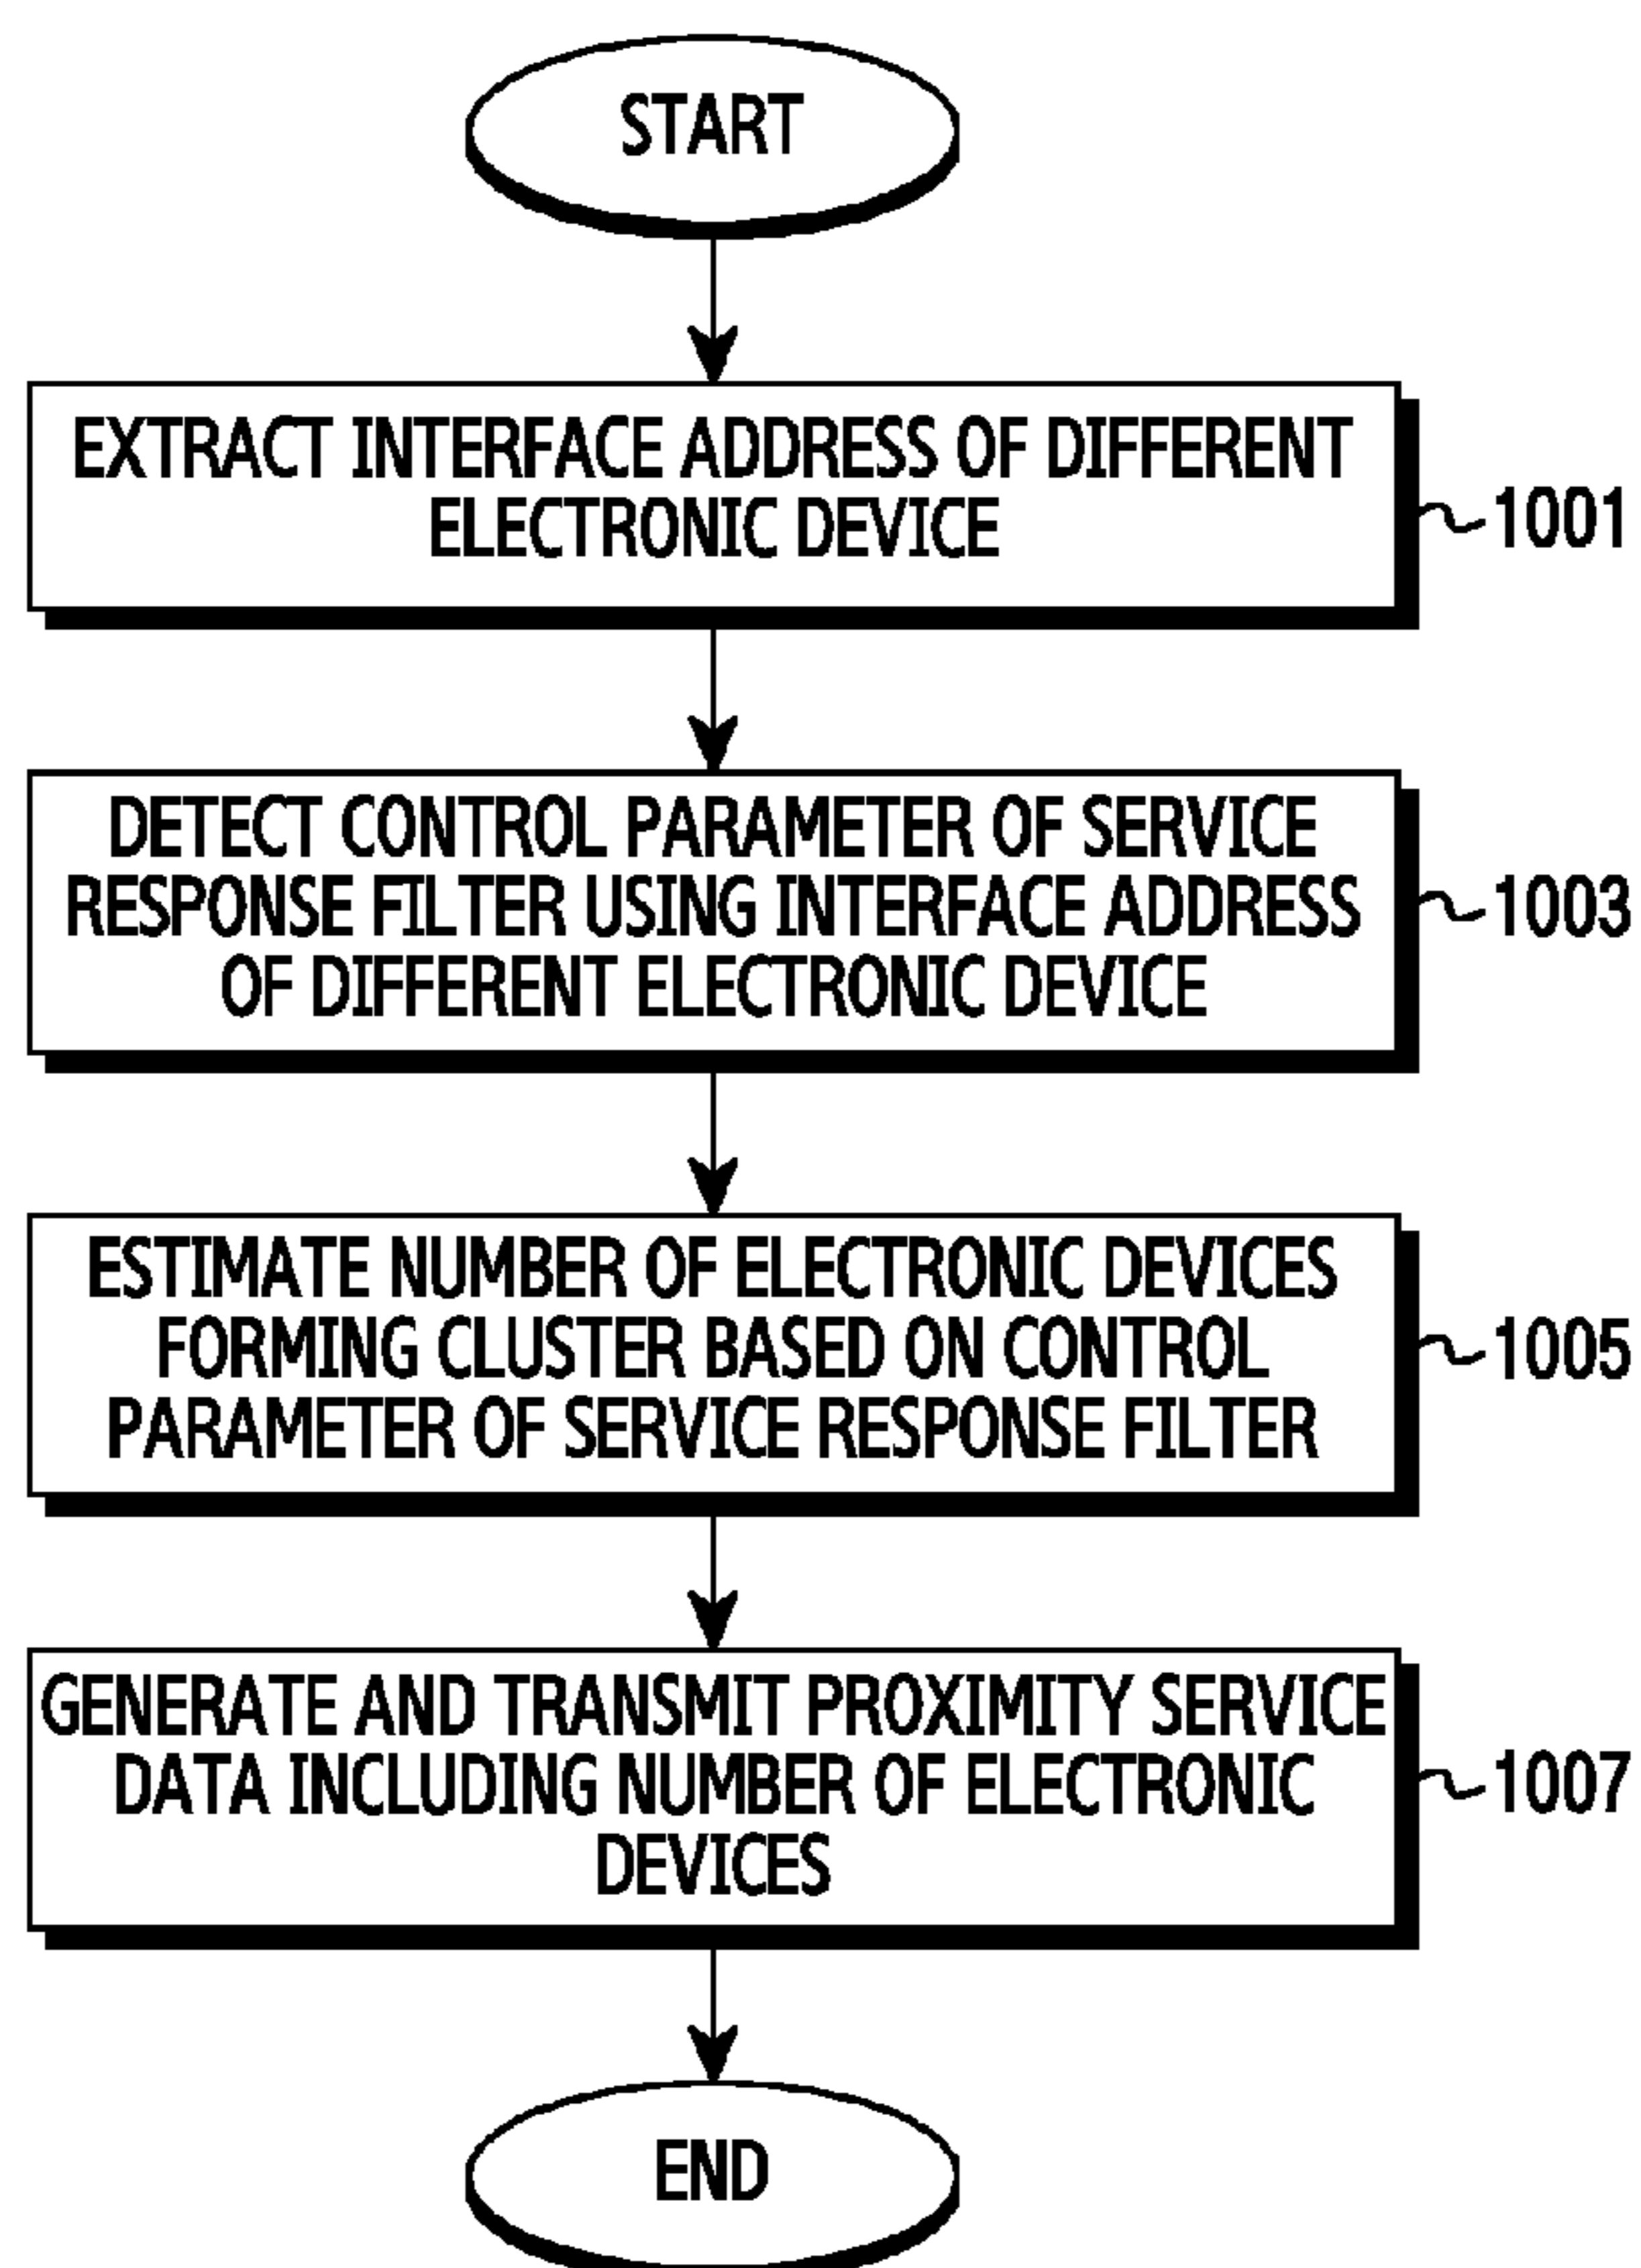 START
EXTRACT INTERFACE ADDRESS OF DIFFERENT
ELECTRONIC DEVICE
1001
DETECT CONTROL PARAMETER OF SERVICE
RESPONSE FILTER USING INTERFACE ADDRESS
OF DIFFERENT ELECTRONIC DEVICE
1003
ESTIMATE NUMBER OF ELECTRONIC DEVICES
FORMING CLUSTER BASED ON CONTROL
PARAMETER OF SERVICE RESPONSE FILTER
1005
GENERATE AND TRANSMIT PROXIMITY SERVICE
DATA INCLUDING NUMBER OF ELECTRONIC
DEVICES
1007
END